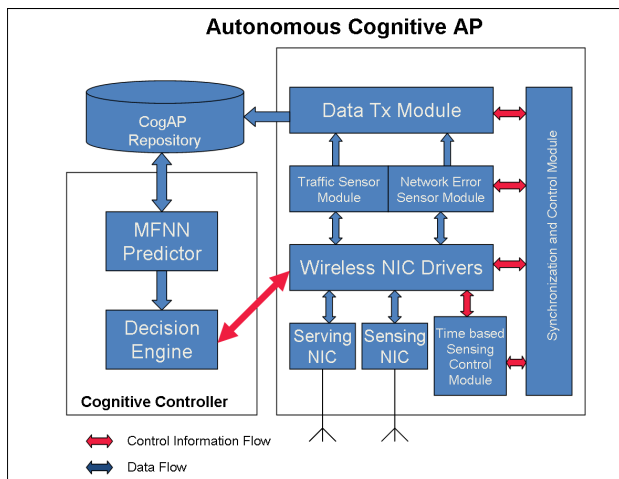 Autonomous Cognitive AP
CogAP
Repository
Data Tx Module
Traffic Sensor
Module
Network Error
Sensor Module
MFNN
Predictor
Wireless NIC Drivers
Decision
Engine
Serving
NIC
Sensing
NIC
Time based
Sensing
Control
Module
Synchronization and Control Module
Cognitive Controller
Control Information Flow
Data Flow